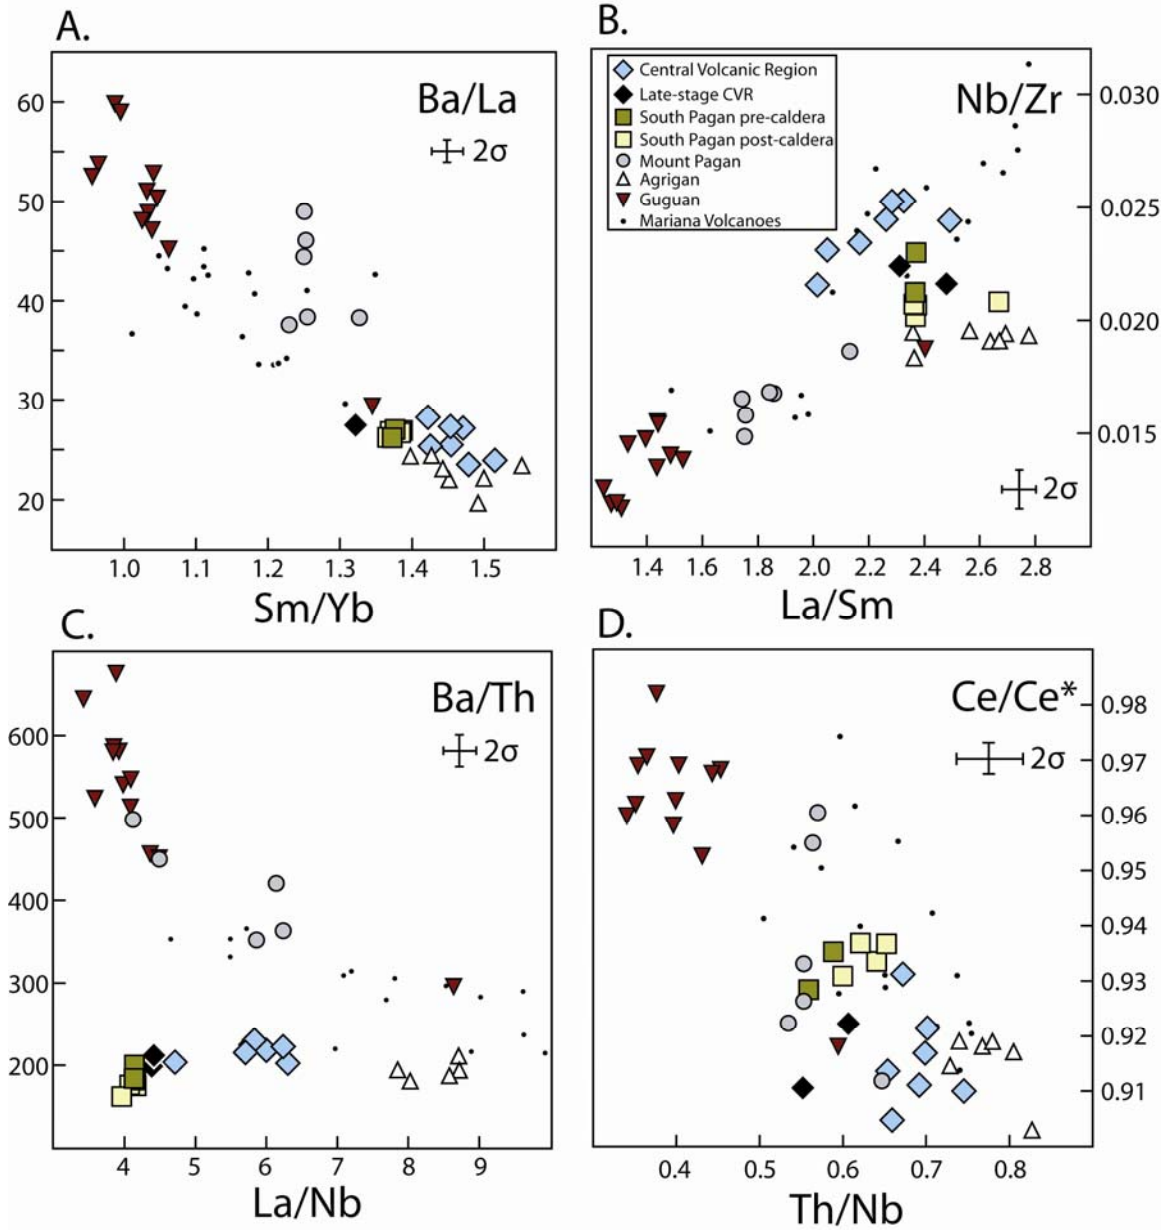 A.
Ba/La
2σ
60
50
40
30
20
1.0 1.1 1.2 1.3 1.4 1.5
Sm/Yb
B.
Central Volcanic Region
Late-stage CVR
South Pagan pre-caldera
South Pagan post-caldera
Mount Pagan
Agrigan
Guguan
Mariana Volcanoes
Nb/Zr
0.030
0.025
0.020
0.015
2σ
1.4 1.6 1.8 2.0 2.2 2.4 2.6 2.8
La/Sm
C.
Ba/Th
2σ
600
500
400
300
200
4 5 6 7 8 9
La/Nb
D.
Ce/Ce*
2σ
0.98
0.97
0.96
0.95
0.94
0.93
0.92
0.91
0.4 0.5 0.6 0.7 0.8
Th/Nb